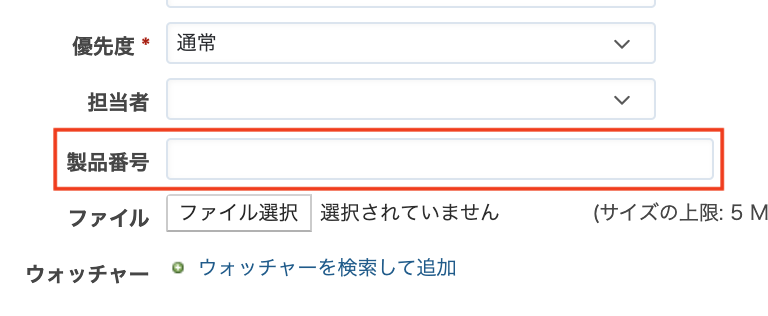 優先度 * 通常
担当者
製品番号
ファイル ファイル選択 選択されていません (サイズの上限: 5 M
ウォッチャー ウォッチャーを検索して追加